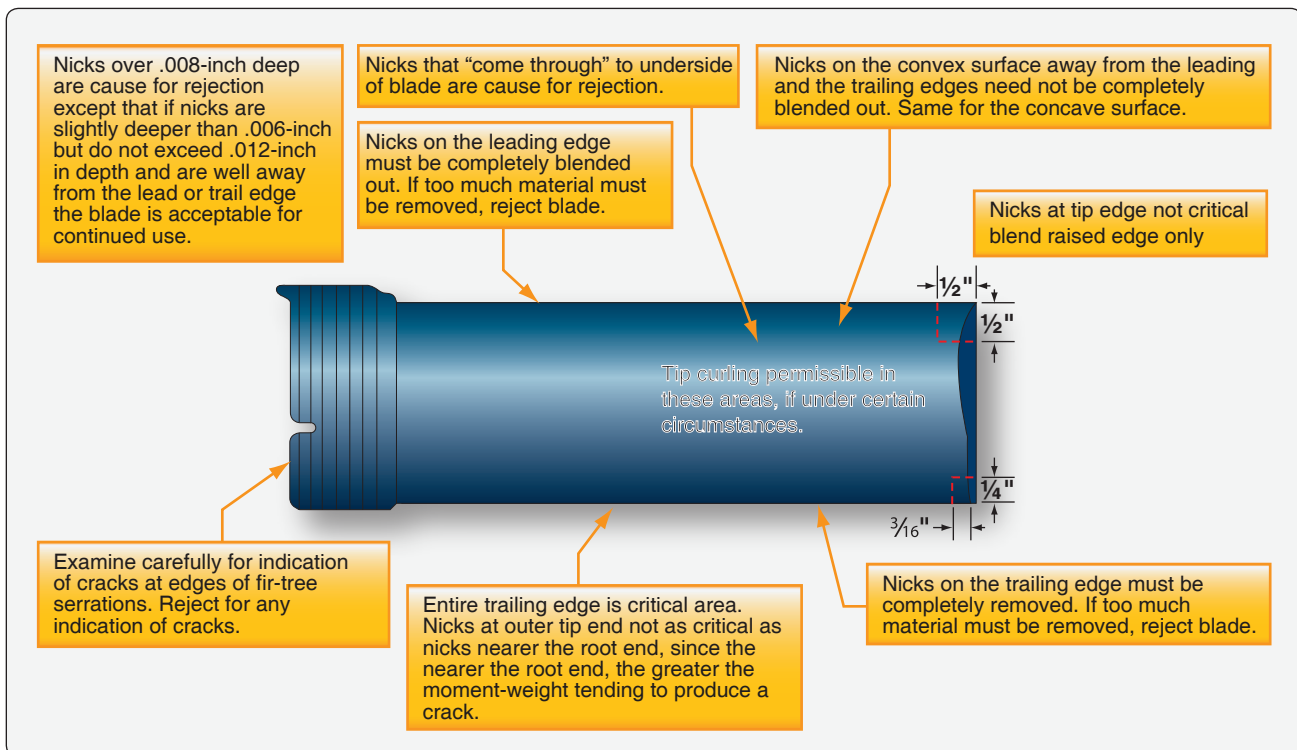 Nicks over .008-inch deep
are cause for rejection
except that if nicks are
slightly deeper than .006-inch
but do not exceed .012-inch
in depth and are well away
from the lead or trail edge
the blade is acceptable for
continued use.
Nicks that “come through” to underside
of blade are cause for rejection.
Nicks on the convex surface away from the leading
and the trailing edges need not be completely
blended out. Same for the concave surface.
Nicks on the leading edge
must be completely blended
out. If too much material must
be removed, reject blade.
Nicks at tip edge not critical
blend raised edge only
½"
½"
Tip curling permissible in
these areas, if under certain
circumstances.
¼"
3⁄16"
Examine carefully for indication
of cracks at edges of fir-tree
serrations. Reject for any
indication of cracks.
Entire trailing edge is critical area.
Nicks at outer tip end not as critical as
nicks nearer the root end, since the
nearer the root end, the greater the
moment-weight tending to produce a
crack.
Nicks on the trailing edge must be
completely removed. If too much
material must be removed, reject blade.